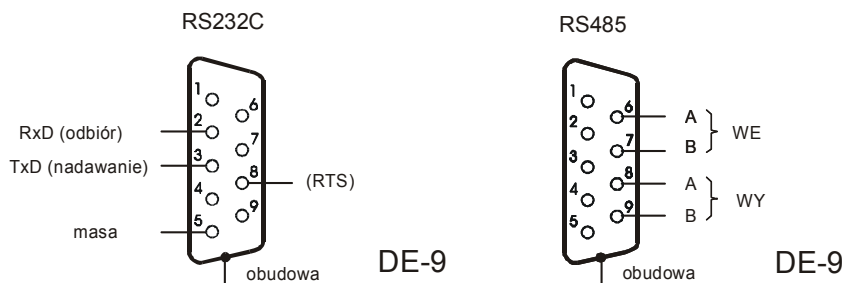 RS232C
1
6
2
RxD (odbiór)
7
3
TxD (nadawanie)
8
(RTS)
4
9
5
masa
obudowa
DE-9
RS485
1
6
A
2
WE
7
B
3
8
A
4
WY
9
B
5
obudowa
DE-9